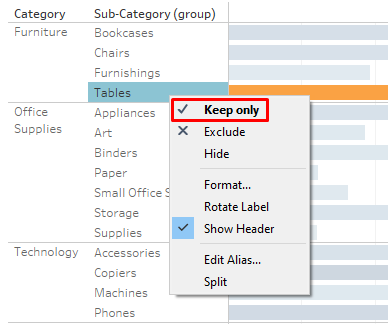 Category Sub-Category (group)
Furniture Bookcases
Chairs
Furnishings
Tables
Office Supplies Appliances
Art
Binders
Paper
Small Office S
Storage
Supplies
Technology Accessories
Copiers
Machines
Phones
Keep only
Exclude
Hide
Format...
Rotate Label
Show Header
Edit Alias...
Split